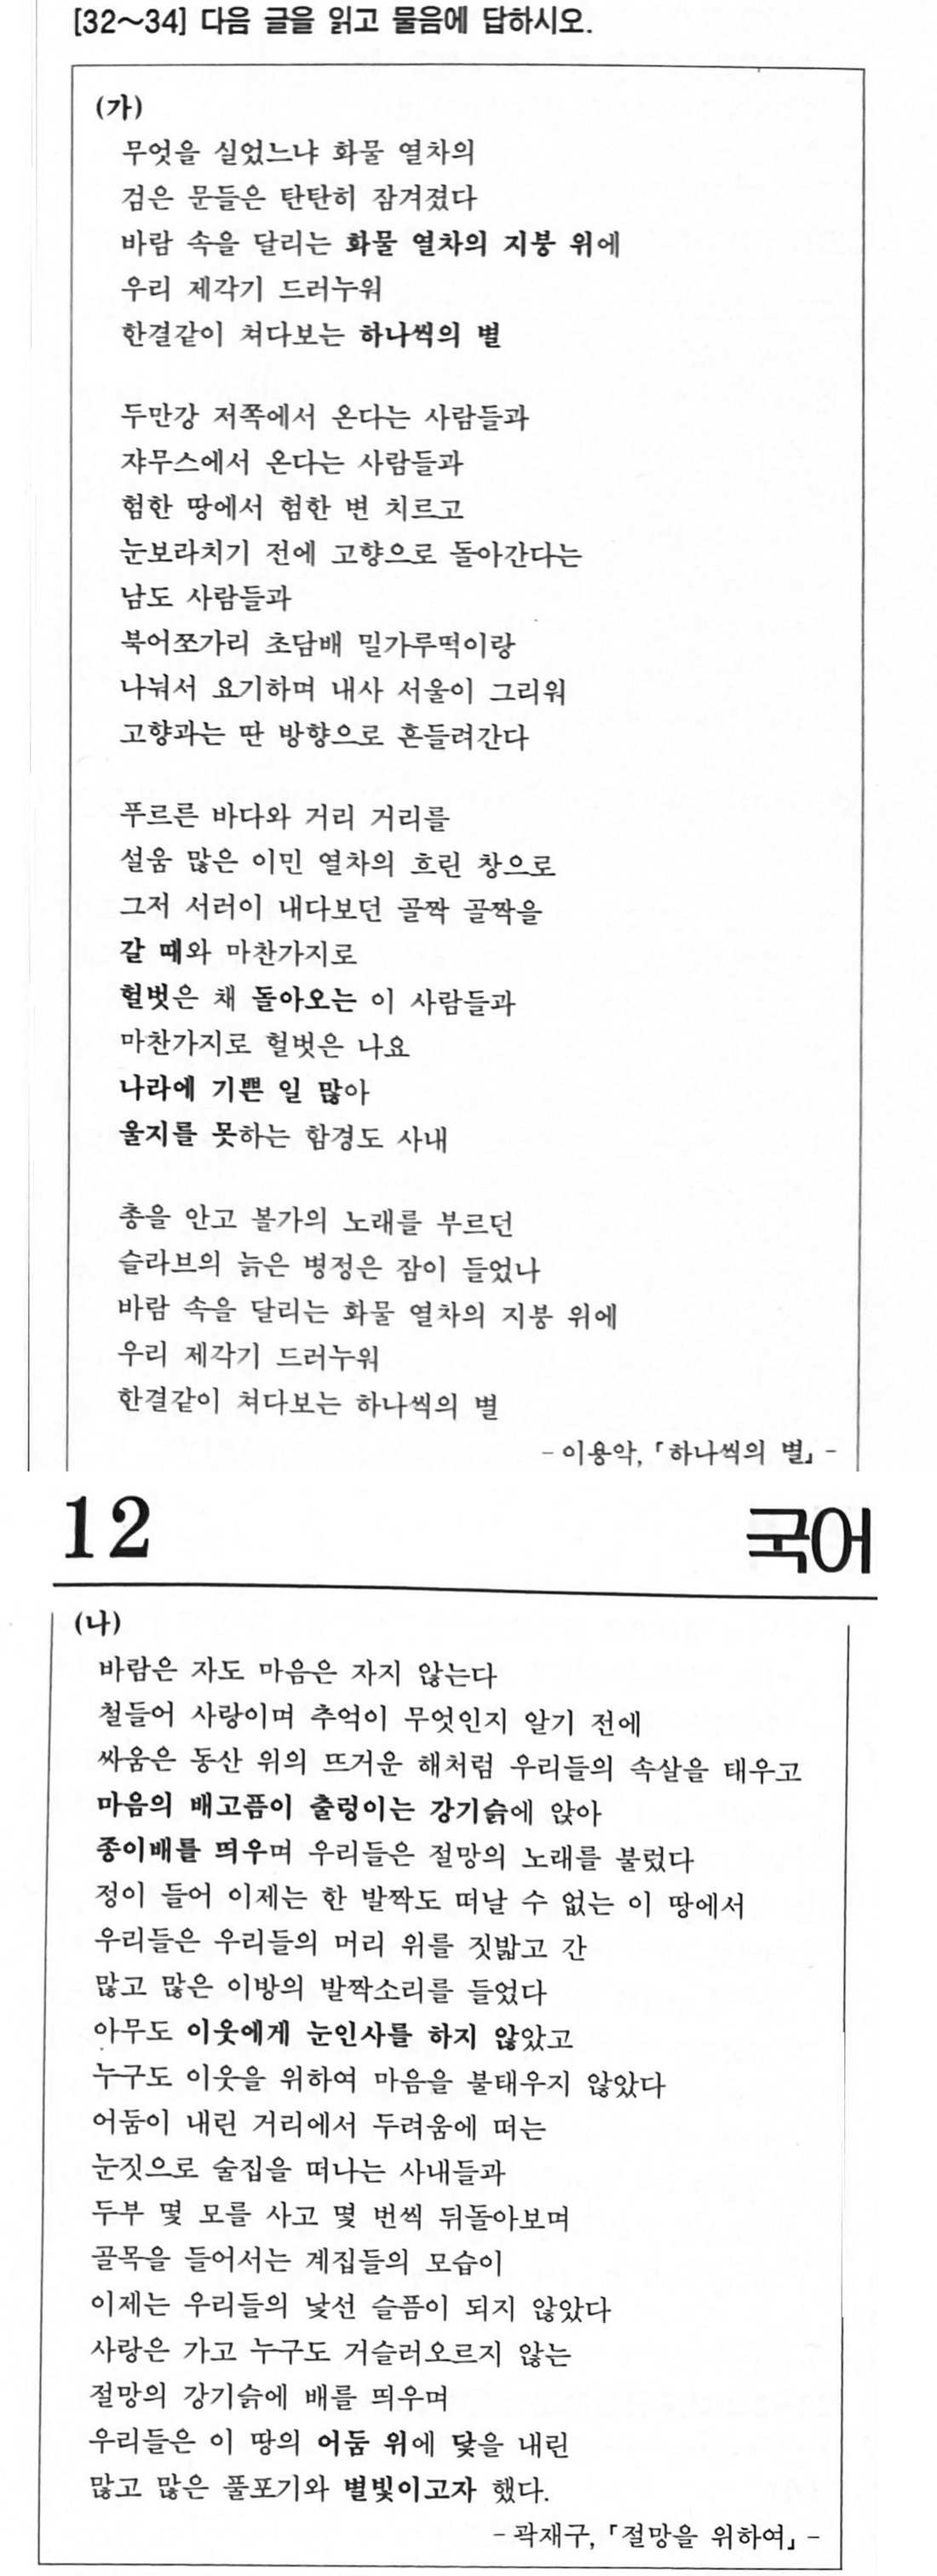 [32～34] 다음 글을 읽고 물음에 답하시오.
(가)
무엇을 실었느냐 화물 열차의
검은 문들은 탄탄히 잠겨졌다
바람 속을 달리는 화물 열차의 지붕 위에
우리 제각기 드러누워
한결같이 쳐다보는 하나씩의 별
두만강 저쪽에서 온다는 사람들과
쟈무스에서 온다는 사람들과
험한 땅에서 험한 변 치르고
눈보라치기 전에 고향으로 돌아간다는
남도 사람들과
북어쪼가리 초담배 밀가루떡이랑
나눠서 요기하며 내사 서울이 그리워
고향과는 딴 방향으로 흔들려간다
푸르른 바다와 거리 거리를
설움 많은 이민 열차의 흐린 창으로
그저 서러이 내다보던 골짝 골짝을
갈 때와 마찬가지로
헐벗은 채 돌아오는 이 사람들과
마찬가지로 헐벗은 나요
나라에 기쁜 일 많아
울지를 못하는 함경도 사내
총을 안고 볼가의 노래를 부르던
슬라브의 늙은 병정은 잠이 들었나
바람 속을 달리는 화물 열차의 지붕 위에
우리 제각기 드러누워
한결같이 쳐다보는 하나씩의 별
- 이용악, 「하나씩의 별」 -
12 국어
(나)
바람은 자도 마음은 자지 않는다
철들어 사랑이며 추억이 무엇인지 알기 전에
싸움은 동산 위의 뜨거운 해처럼 우리들의 속살을 태우고
마음의 배고픔이 출렁이는 강기슭에 앉아
종이배를 띄우며 우리들은 절망의 노래를 불렀다
정이 들어 이제는 한 발짝도 떠날 수 없는 이 땅에서
우리들은 우리들의 머리 위를 짓밟고 간
많고 많은 이방의 발짝소리를 들었다
아무도 이웃에게 눈인사를 하지 않았고
누구도 이웃을 위하여 마음을 불태우지 않았다
어둠이 내린 거리에서 두려움에 떠는
눈짓으로 술집을 떠나는 사내들과
두부 몇 모를 사고 몇 번씩 뒤돌아보며
골목을 들어서는 계집들의 모습이
이제는 우리들의 낯선 슬픔이 되지 않았다
사랑은 가고 누구도 거슬러오르지 않는
절망의 강기슭에 배를 띄우며
우리들은 이 땅의 어둠 위에 닻을 내린
많고 많은 풀포기와 별빛이고자 했다.
- 곽재구, 「절망을 위하여」 -